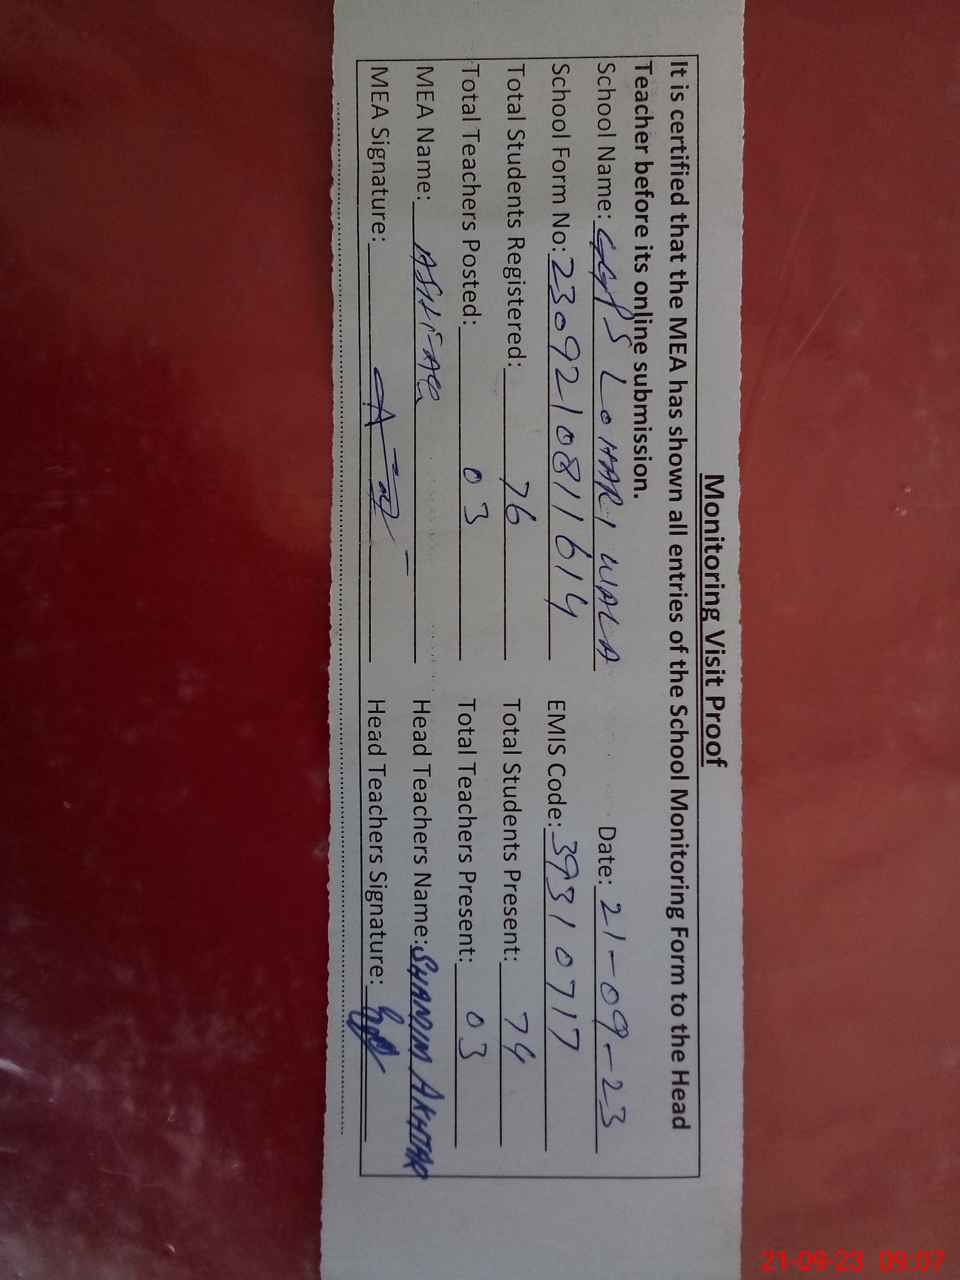 Monitoring Visit Proof
It is certified that the MEA has shown all entries of the School Monitoring Form to the Head
Teacher before its online submission.
School Name: GGPS LOHARI WALA Date: 21-09-23
School Form No: 2309210811614 EMIS Code: 39310717
Total Students Registered: 76 Total Students Present: 74
Total Teachers Posted: 03 Total Teachers Present: 03
MEA Name: ASHFAQ Head Teachers Name: SHAMIM AKHTAR
MEA Signature: Head Teachers Signature:
21-09-23 09:07